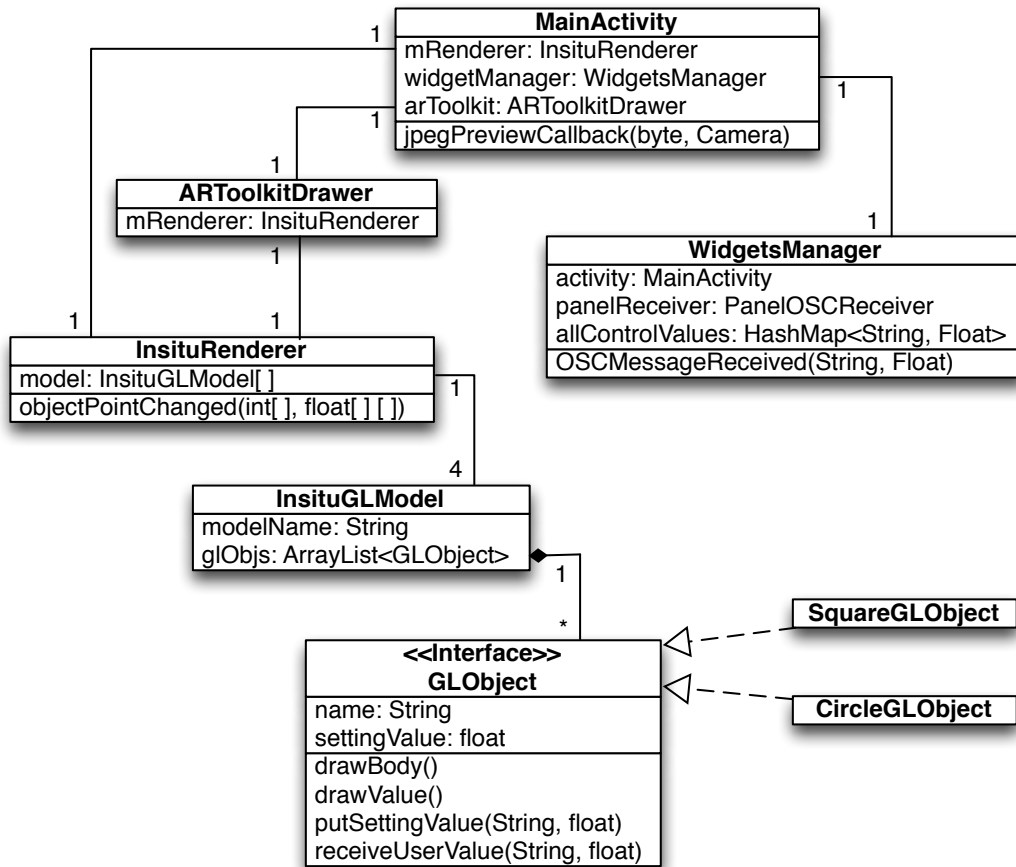 MainActivity
mRenderer: InsituRenderer
widgetManager: WidgetsManager
arToolkit: ARToolkitDrawer
jpegPreviewCallback(byte, Camera)
1
1
1
1
1
ARToolkitDrawer
mRenderer: InsituRenderer
1
1
1
WidgetsManager
activity: MainActivity
panelReceiver: PanelOSCReceiver
allControlValues: HashMap<String, Float>
OSCMessageReceived(String, Float)
InsituRenderer
model: InsituGLModel[ ]
objectPointChanged(int[ ], float[ ] [ ])
1
4
InsituGLModel
modelName: String
glObjs: ArrayList<GLObject>
1
*
<<Interface>>
GLObject
name: String
settingValue: float
drawBody()
drawValue()
putSettingValue(String, float)
receiveUserValue(String, float)
SquareGLObject
CircleGLObject